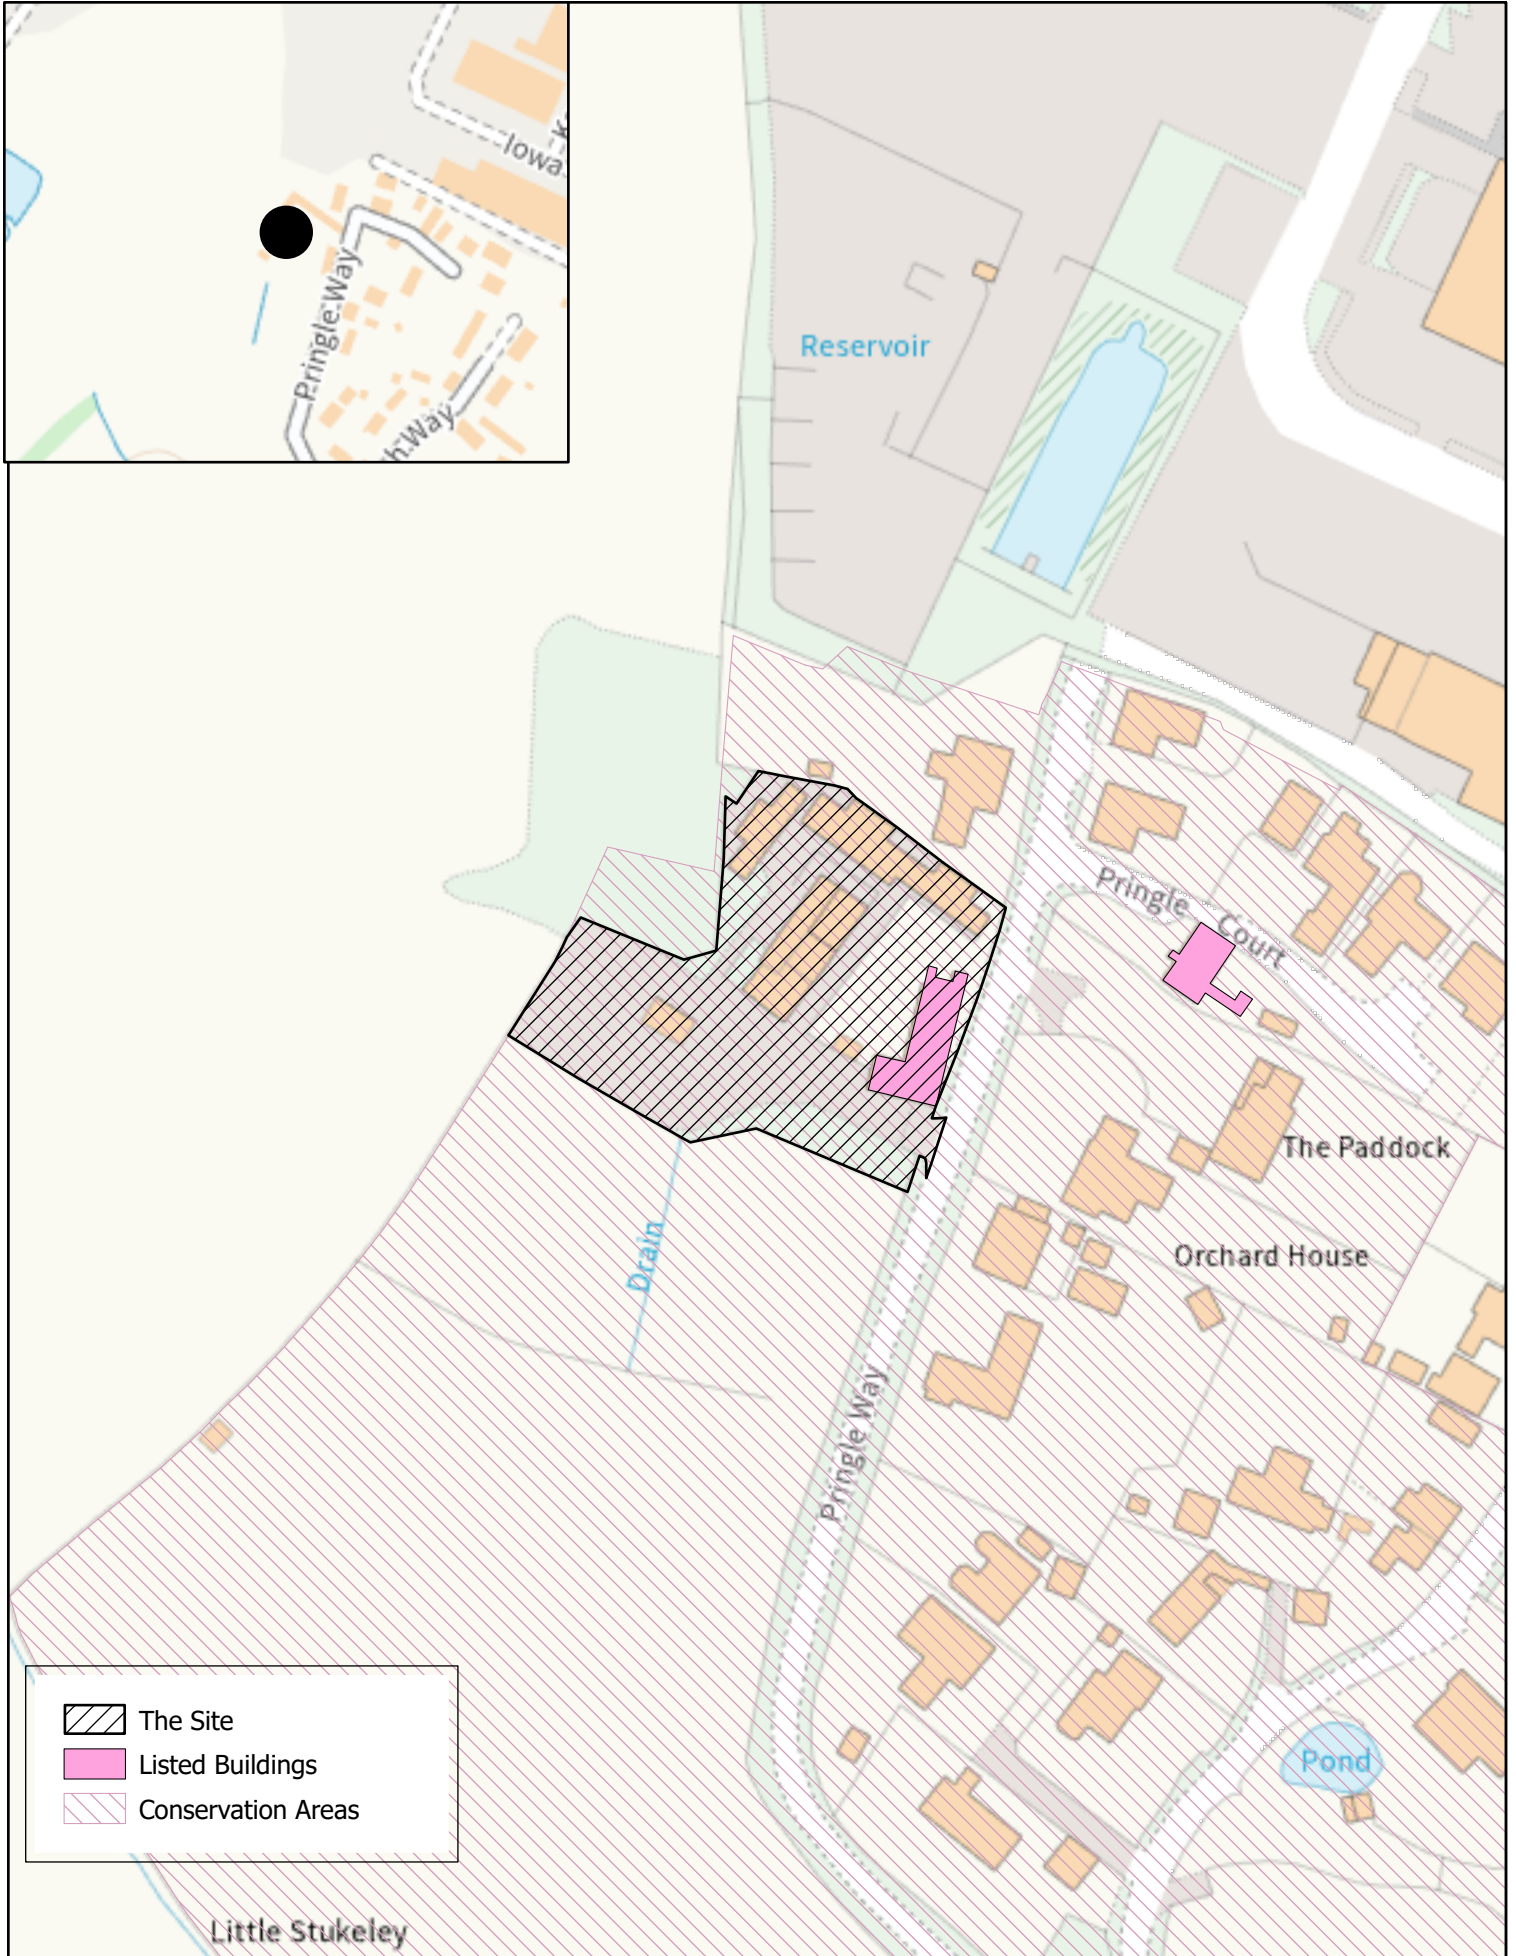 Iowa
K
Pringle Way
h Way
Reservoir
Pringle Court
The Paddock
Orchard House
Drain
Pringle Way
Pond
The Site
Listed Buildings
Conservation Areas
Little Stukeley